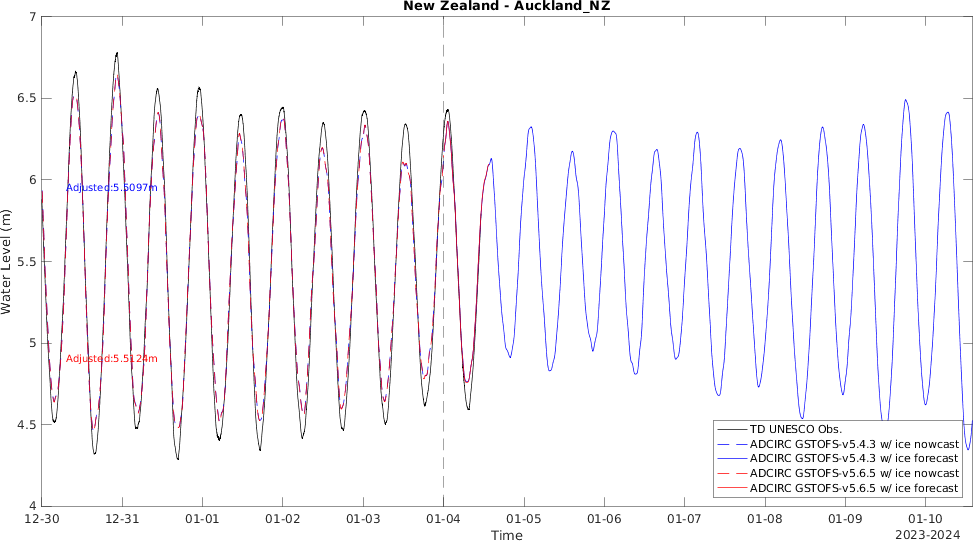 New Zealand - Auckland_NZ
7
6.5
6
5.5
5
4.5
4
Water Level (m)
Adjusted:5.5097m
Adjusted:5.5124m
TD UNESCO Obs.
ADCIRC GSTOFS-v5.4.3 w/ ice nowcast
ADCIRC GSTOFS-v5.4.3 w/ ice forecast
ADCIRC GSTOFS-v5.6.5 w/ ice nowcast
ADCIRC GSTOFS-v5.6.5 w/ ice forecast
12-30 12-31 01-01 01-02 01-03 01-04 01-05 01-06 01-07 01-08 01-09 01-10
Time
2023-2024